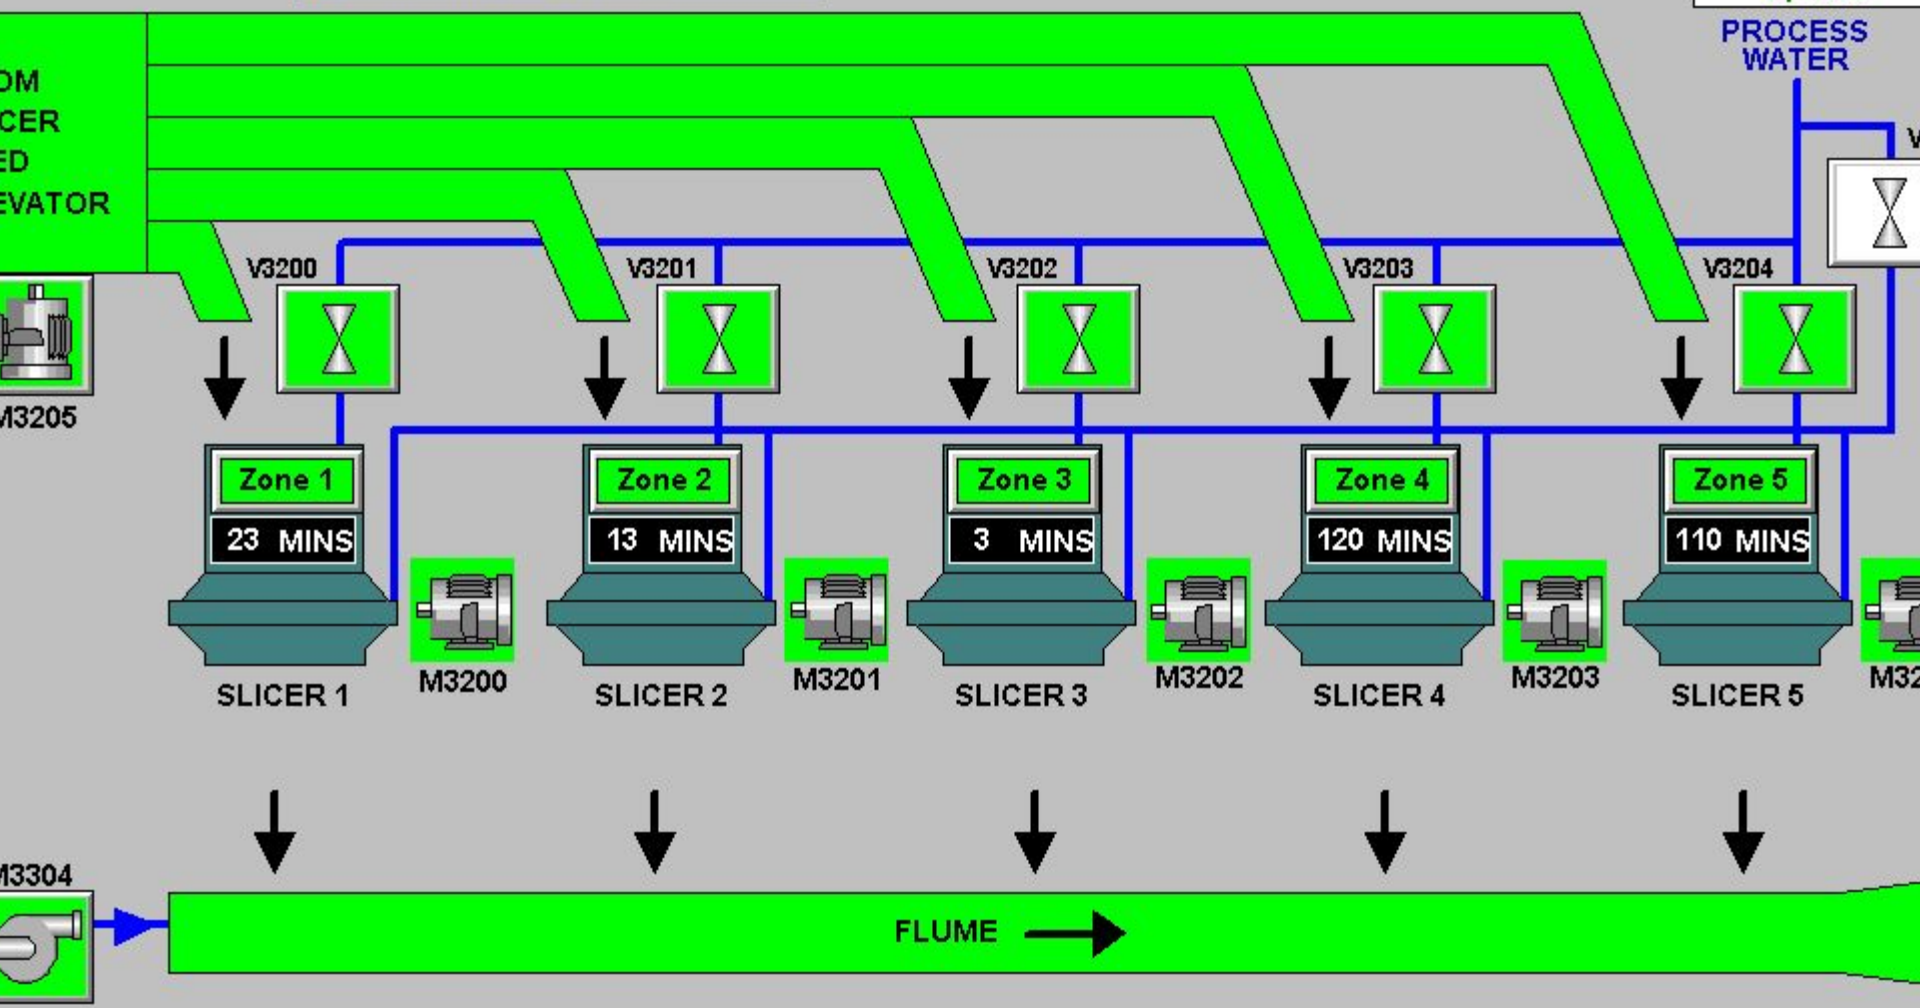 PROCESS
WATER
OM
CER
ED
EVATOR
V3200
V3201
V3202
V3203
V3204
V
M3205
Zone 1
Zone 2
Zone 3
Zone 4
Zone 5
23 MINS
13 MINS
3 MINS
120 MINS
110 MINS
M3200
M3201
M3202
M3203
M32
SLICER 1
SLICER 2
SLICER 3
SLICER 4
SLICER 5
M3304
FLUME